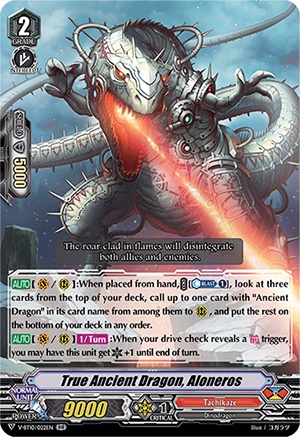 2
GRADE
INTERCEPT
5000
The roar clad in flames will disintegrate
both allies and enemies.
AUTO [ ]:When placed from hand, [ BLAST 1 ], look at three
cards from the top of your deck, call up to one card with "Ancient
Dragon" in its card name from among them to , and put the rest on
the bottom of your deck in any order.
AUTO [ ] 1/Turn :When your drive check reveals a trigger,
you may have this unit get +1 until end of turn.
True Ancient Dragon, Aloneros
NORMAL
UNIT
POWER
9000
1
CRITICAL
Tachikaze
Dinodragon
V-BT10/022EN RR
Illust / コガラツ